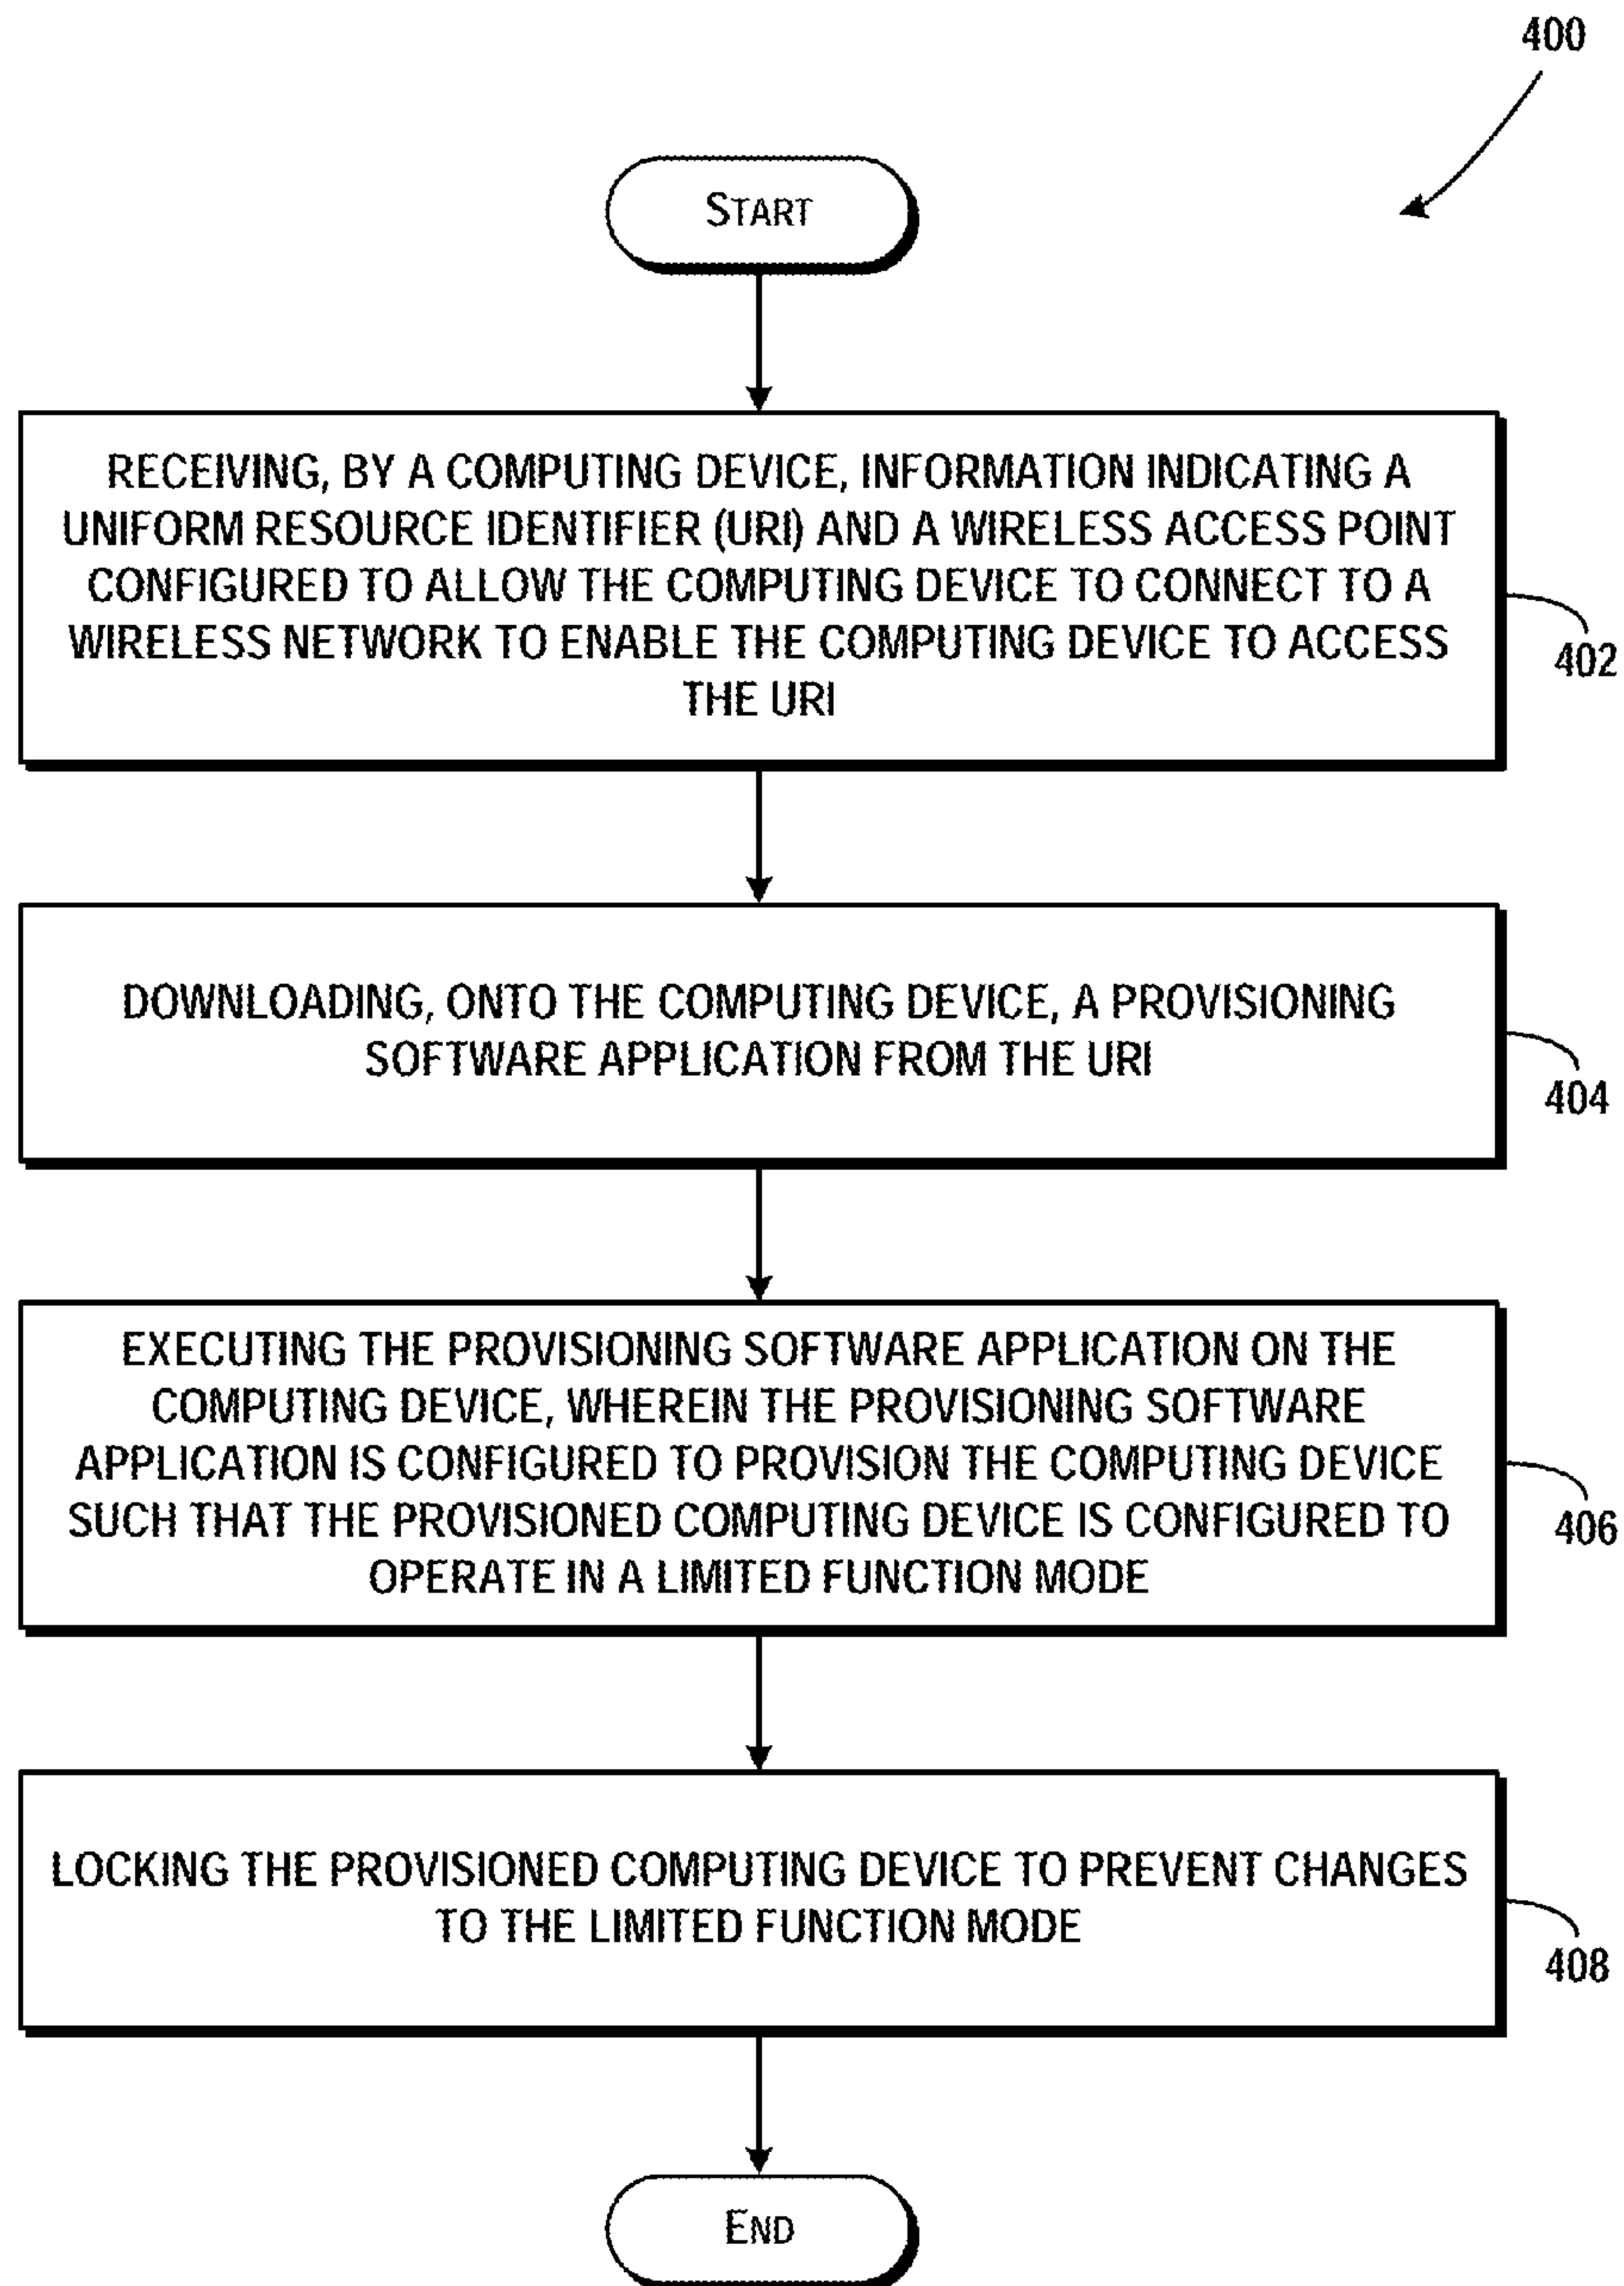 400
START
RECEIVING, BY A COMPUTING DEVICE, INFORMATION INDICATING A
UNIFORM RESOURCE IDENTIFIER (URI) AND A WIRELESS ACCESS POINT
CONFIGURED TO ALLOW THE COMPUTING DEVICE TO CONNECT TO A
WIRELESS NETWORK TO ENABLE THE COMPUTING DEVICE TO ACCESS
THE URI
402
DOWNLOADING, ONTO THE COMPUTING DEVICE, A PROVISIONING
SOFTWARE APPLICATION FROM THE URI
404
EXECUTING THE PROVISIONING SOFTWARE APPLICATION ON THE
COMPUTING DEVICE, WHEREIN THE PROVISIONING SOFTWARE
APPLICATION IS CONFIGURED TO PROVISION THE COMPUTING DEVICE
SUCH THAT THE PROVISIONED COMPUTING DEVICE IS CONFIGURED TO
OPERATE IN A LIMITED FUNCTION MODE
406
LOCKING THE PROVISIONED COMPUTING DEVICE TO PREVENT CHANGES
TO THE LIMITED FUNCTION MODE
408
END